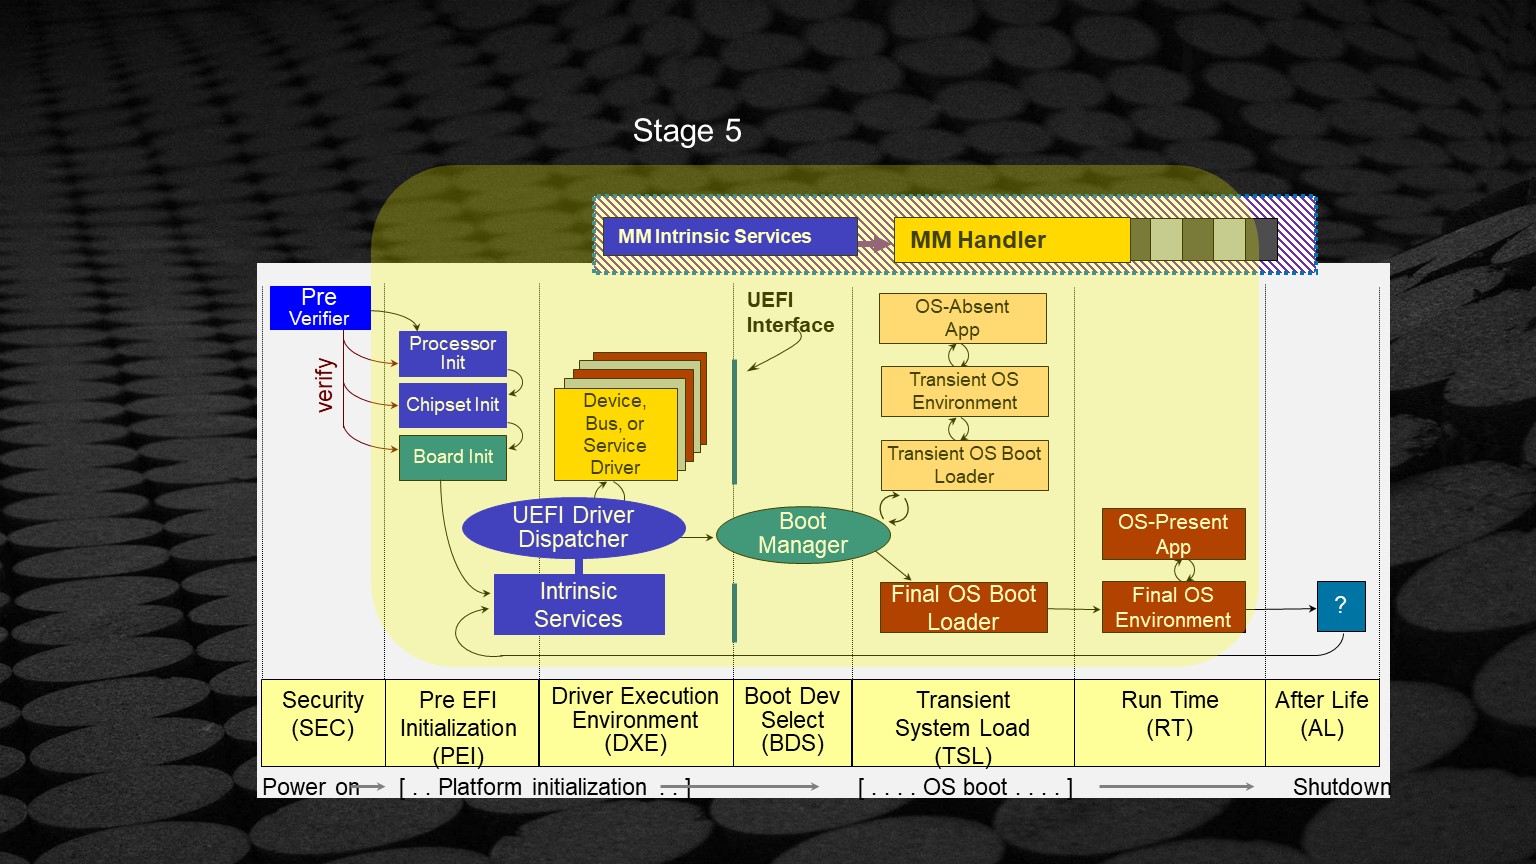 Stage 5
MM Intrinsic Services
MM Handler
Pre
Verifier
verify
Processor
Init
Chipset Init
Board Init
Device,
Bus, or
Service
Driver
UEFI Driver
Dispatcher
Intrinsic
Services
UEFI
Interface
Boot
Manager
OS-Absent
App
Transient OS
Environment
Transient OS Boot
Loader
Final OS Boot
Loader
OS-Present
App
Final OS
Environment
?
Security
(SEC)
Pre EFI
Initialization
(PEI)
Driver Execution
Environment
(DXE)
Boot Dev
Select
(BDS)
Transient
System Load
(TSL)
Run Time
(RT)
After Life
(AL)
Power on
[ . . Platform initialization . . ]
[ . . . . OS boot . . . . ]
Shutdown